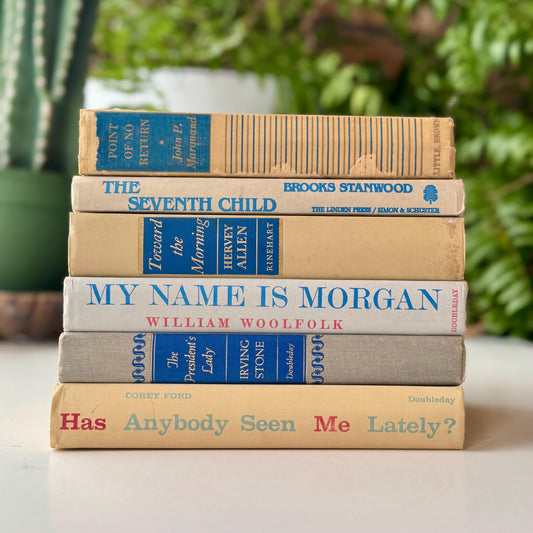 POINT
OF NO
RETURN
John P.
Marquand
LITTLE, BROWN
THE
SEVENTH CHILD
BROOKS STANWOOD
THE LINDEN PRESS / SIMON & SCHUSTER
Toward
the
Morning
HERVEY
ALLEN
RINEHART
MY NAME IS MORGAN
WILLIAM WOOLFOLK
DOUBLEDAY
The
President's
Lady
IRVING
STONE
Doubleday
COREY FORD
Doubleday
Has Anybody Seen Me Lately?